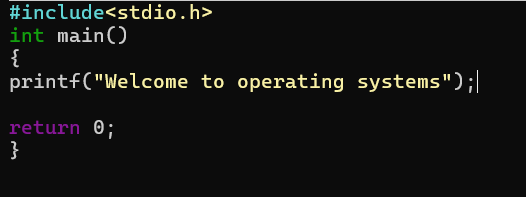 #include<stdio.h>
int main()
{
printf("Welcome to operating systems");
return 0;
}